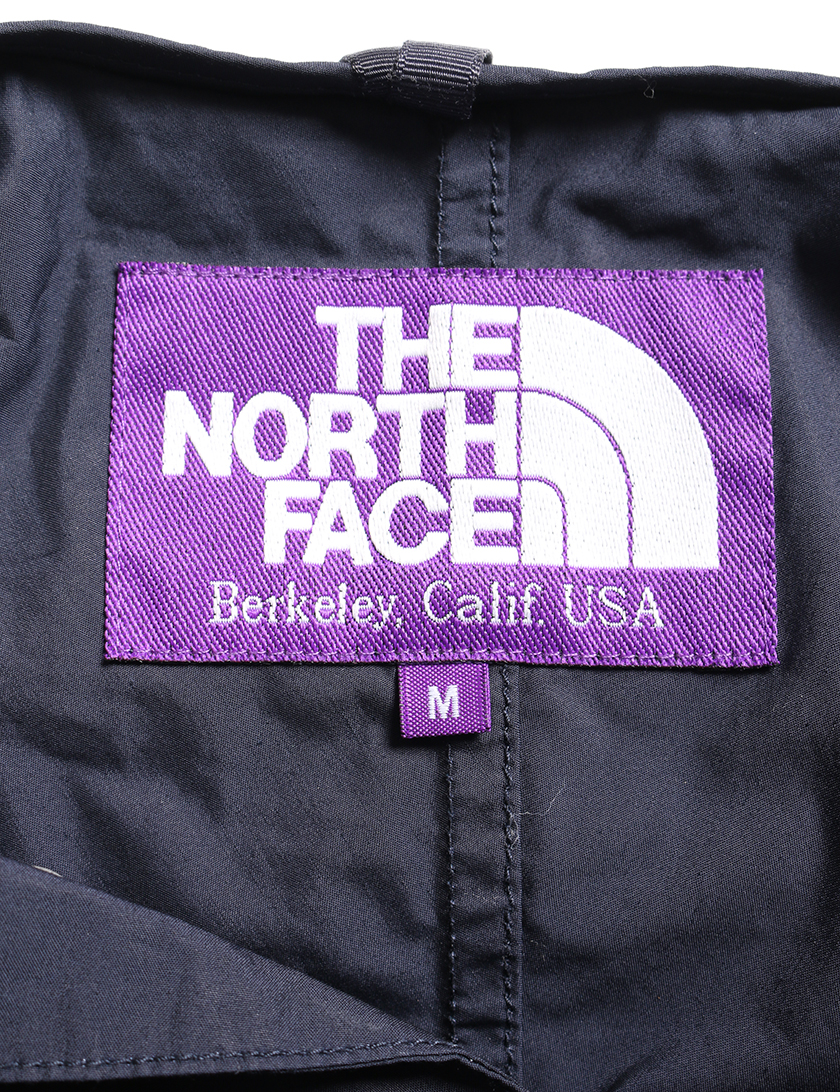 THE
NORTH
FACE
Berkeley, Calif. USA
M